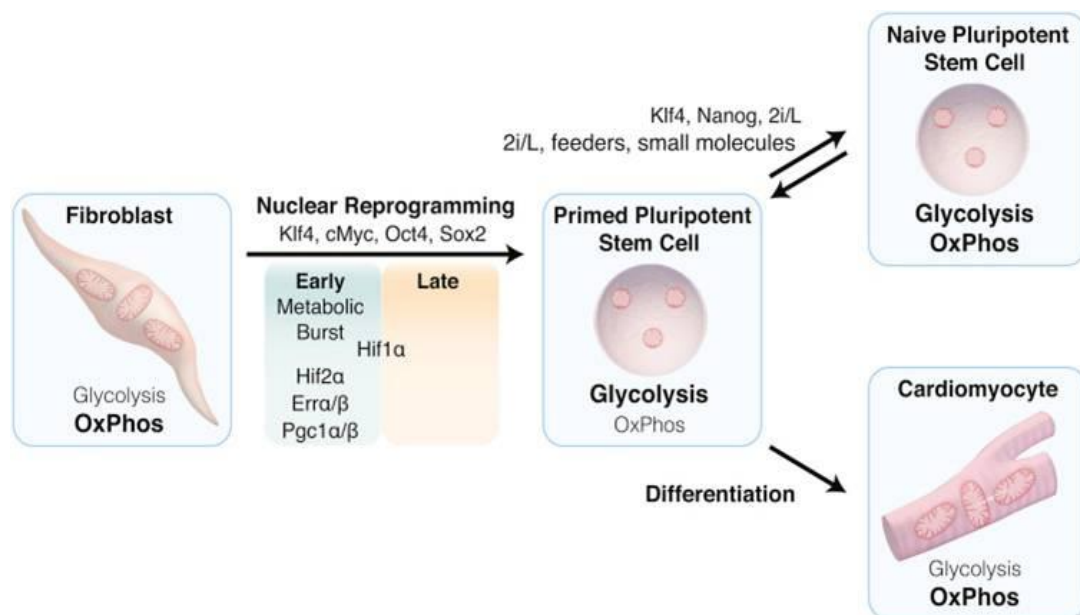 Fibroblast
Glycolysis
OxPhos
Nuclear Reprogramming
Klf4, cMyc, Oct4, Sox2
Early
Metabolic
Burst
Hif1α
Hif2α
Errα/β
Pgc1α/β
Late
Primed Pluripotent
Stem Cell
Glycolysis
OxPhos
Klf4, Nanog, 2i/L
2i/L, feeders, small molecules
Naive Pluripotent
Stem Cell
Glycolysis
OxPhos
Differentiation
Cardiomyocyte
Glycolysis
OxPhos